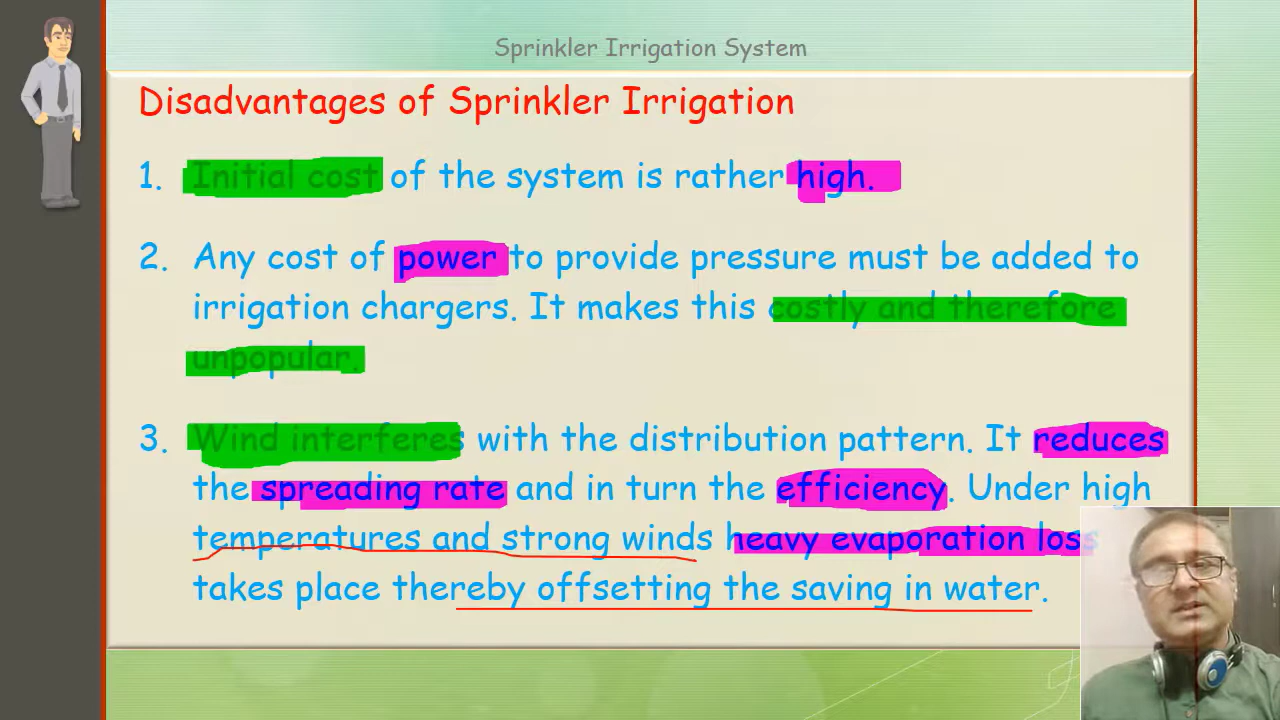 Sprinkler Irrigation System
Disadvantages of Sprinkler Irrigation
1. Initial cost of the system is rather high.
2. Any cost of power to provide pressure must be added to
irrigation chargers. It makes this costly and therefore
unpopular.
3. Wind interferes with the distribution pattern. It reduces
the spreading rate and in turn the efficiency. Under high
temperatures and strong winds heavy evaporation loss
takes place thereby offsetting the saving in water.